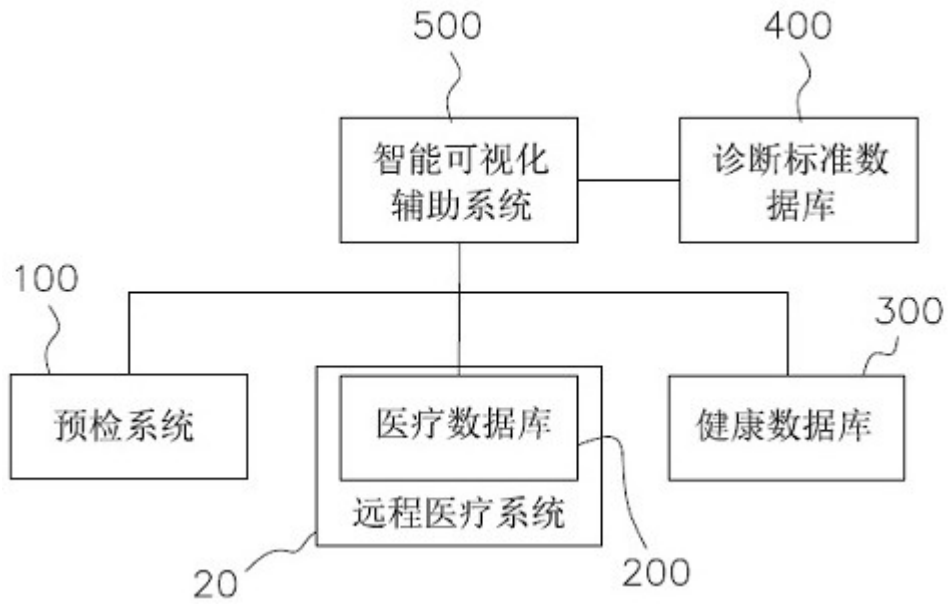 500
400
智能可视化
辅助系统
诊断标准数
据库
100
300
预检系统
医疗数据库
健康数据库
远程医疗系统
20
200